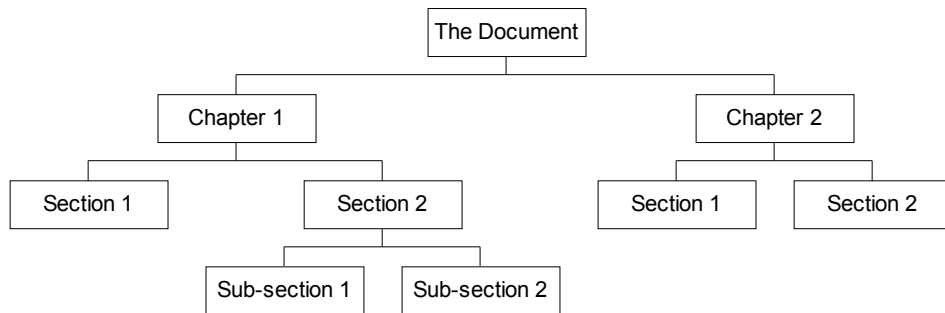 The Document
Chapter 1
Chapter 2
Section 1
Section 2
Section 1
Section 2
Sub-section 1
Sub-section 2